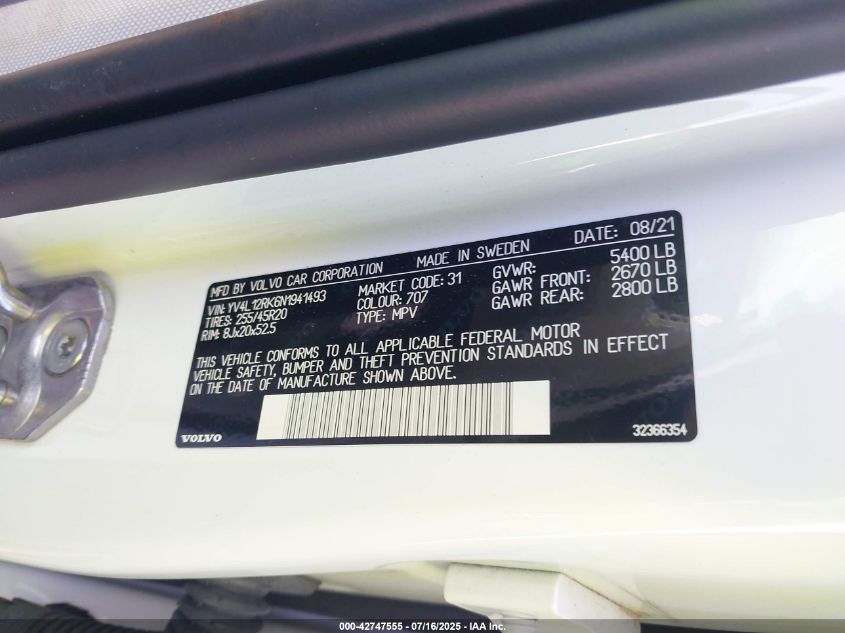 MFD BY VOLVO CAR CORPORATION MADE IN SWEDEN DATE: 08/21
VIN: YV4L12RK6N1941493 MARKET CODE: 31 GVWR: 5400 LB
TIRES: 255/45R20 COLOUR: 707 GAWR FRONT: 2670 LB
RIM: 8Jx20x52.5 TYPE: MPV GAWR REAR: 2800 LB
THIS VEHICLE CONFORMS TO ALL APPLICABLE FEDERAL MOTOR
VEHICLE SAFETY, BUMPER AND THEFT PREVENTION STANDARDS IN EFFECT
ON THE DATE OF MANUFACTURE SHOWN ABOVE.
VOLVO 32366354
000-42747555 - 07/16/2025 - IAA Inc.